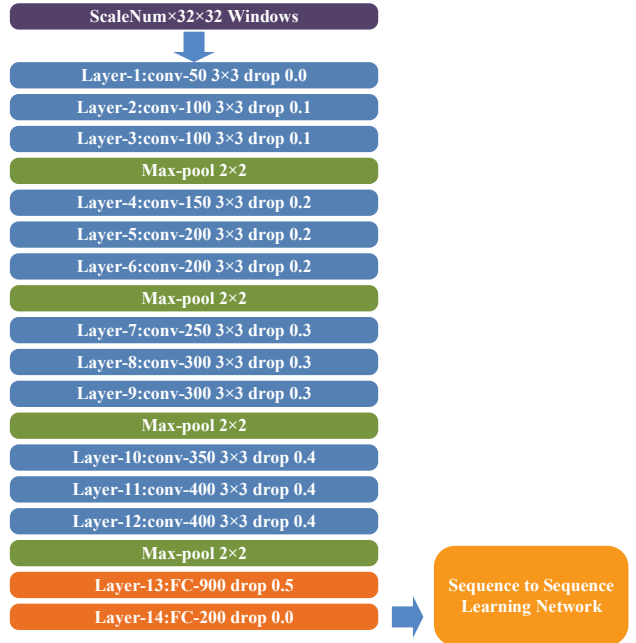 ScaleNum×32×32 Windows
Layer-1:conv-50 3×3 drop 0.0
Layer-2:conv-100 3×3 drop 0.1
Layer-3:conv-100 3×3 drop 0.1
Max-pool 2×2
Layer-4:conv-150 3×3 drop 0.2
Layer-5:conv-200 3×3 drop 0.2
Layer-6:conv-200 3×3 drop 0.2
Max-pool 2×2
Layer-7:conv-250 3×3 drop 0.3
Layer-8:conv-300 3×3 drop 0.3
Layer-9:conv-300 3×3 drop 0.3
Max-pool 2×2
Layer-10:conv-350 3×3 drop 0.4
Layer-11:conv-400 3×3 drop 0.4
Layer-12:conv-400 3×3 drop 0.4
Max-pool 2×2
Layer-13:FC-900 drop 0.5
Layer-14:FC-200 drop 0.0
Sequence to Sequence
Learning Network